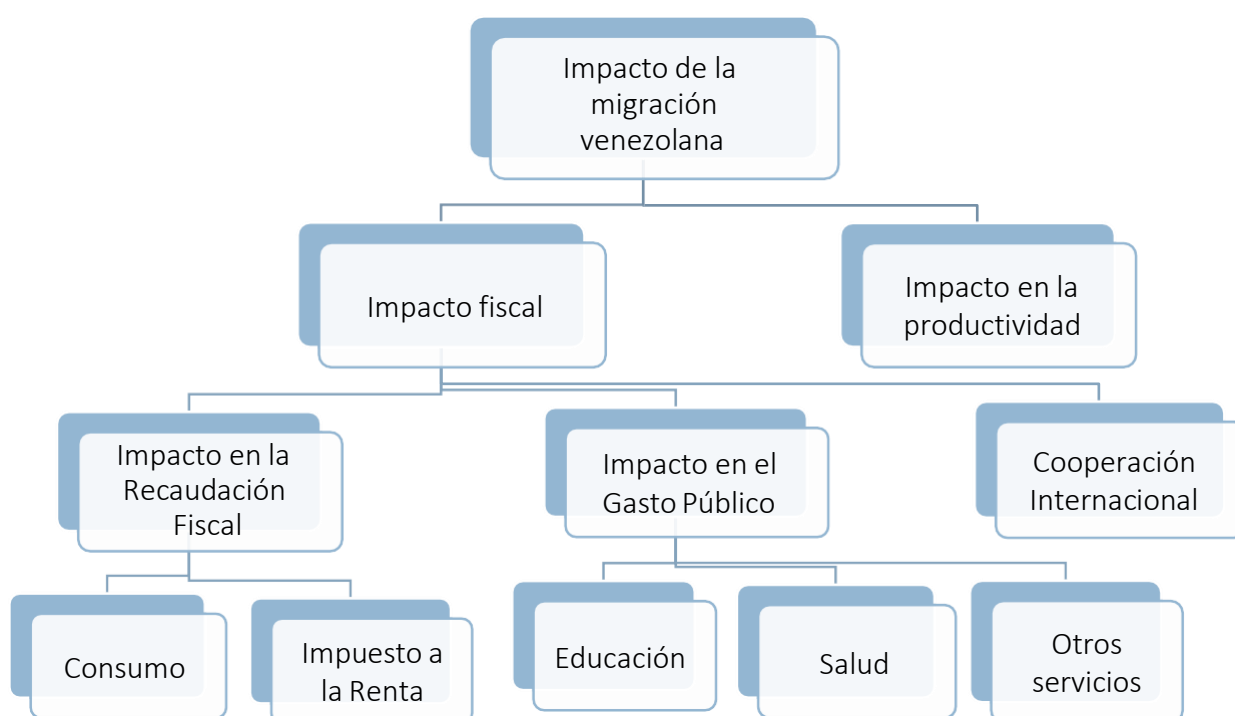 Impacto de la
migración
venezolana
Impacto fiscal
Impacto en la
productividad
Impacto en la
Recaudación
Fiscal
Impacto en el
Gasto Público
Cooperación
Internacional
Consumo
Impuesto a
la Renta
Educación
Salud
Otros
servicios